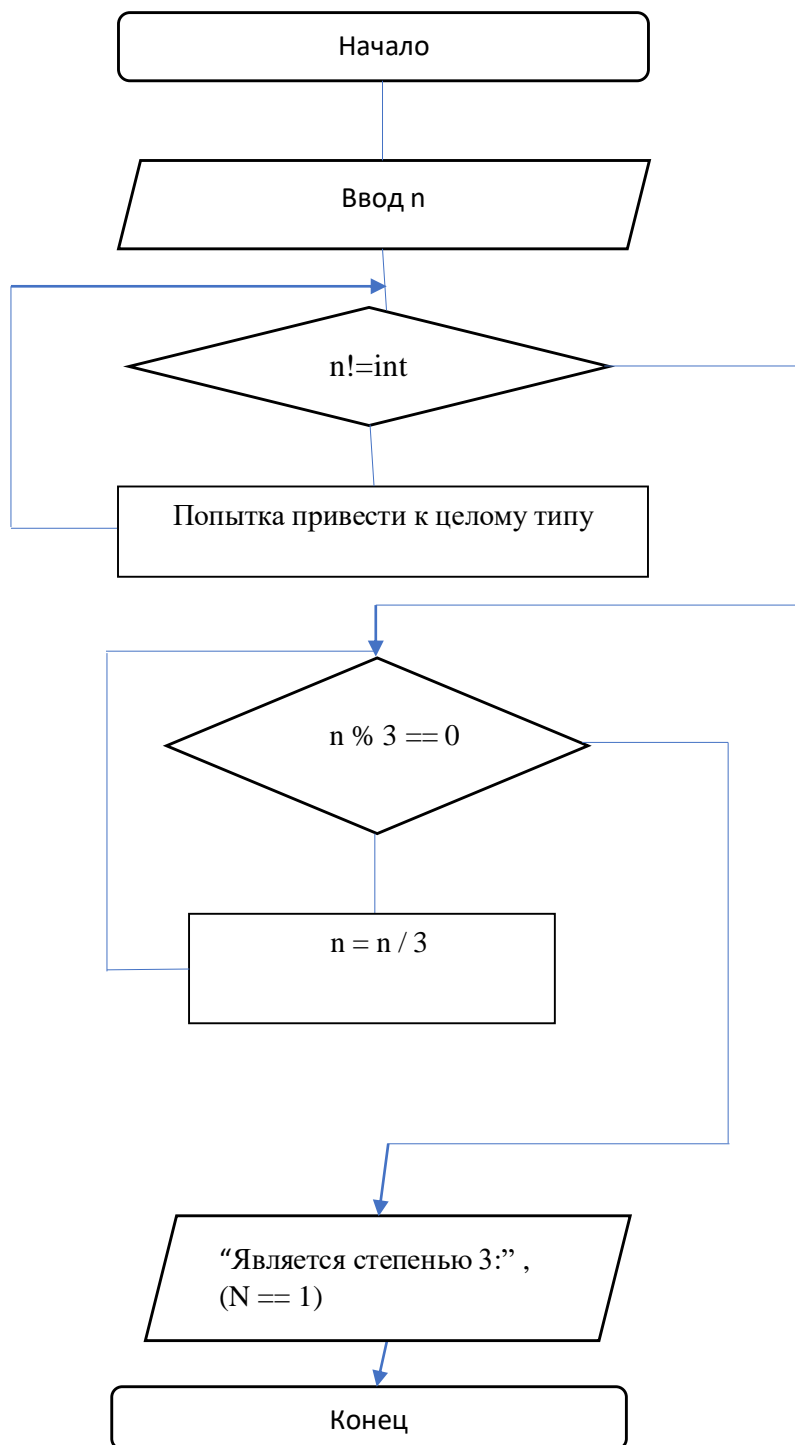 Начало
Ввод n
n!=int
Попытка привести к целому типу
n % 3 == 0
n = n / 3
“Является степенью 3:” ,
(N == 1)
Конец